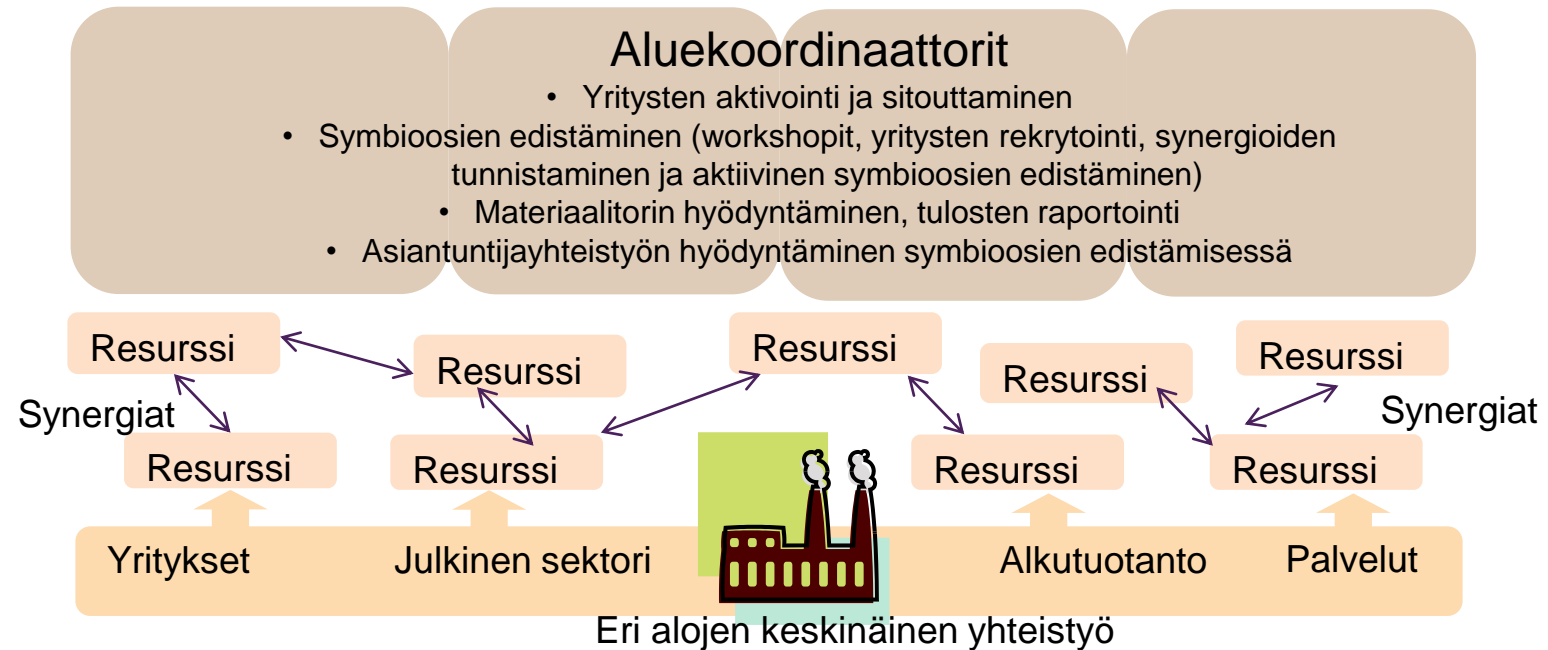 Aluekoordinaattorit
• Yritysten aktivointi ja sitouttaminen
• Symbioosien edistäminen (workshopit, yritysten rekrytointi, synergioiden
tunnistaminen ja aktiivinen symbioosien edistäminen)
• Materiaalitorin hyödyntäminen, tulosten raportointi
• Asiantuntijayhteistyön hyödyntäminen symbioosien edistämisessä
Resurssi
Resurssi
Resurssi
Resurssi
Resurssi
Synergiat
Synergiat
Resurssi
Resurssi
Resurssi
Resurssi
Yritykset
Julkinen sektori
Alkutuotanto
Palvelut
Eri alojen keskinäinen yhteistyö